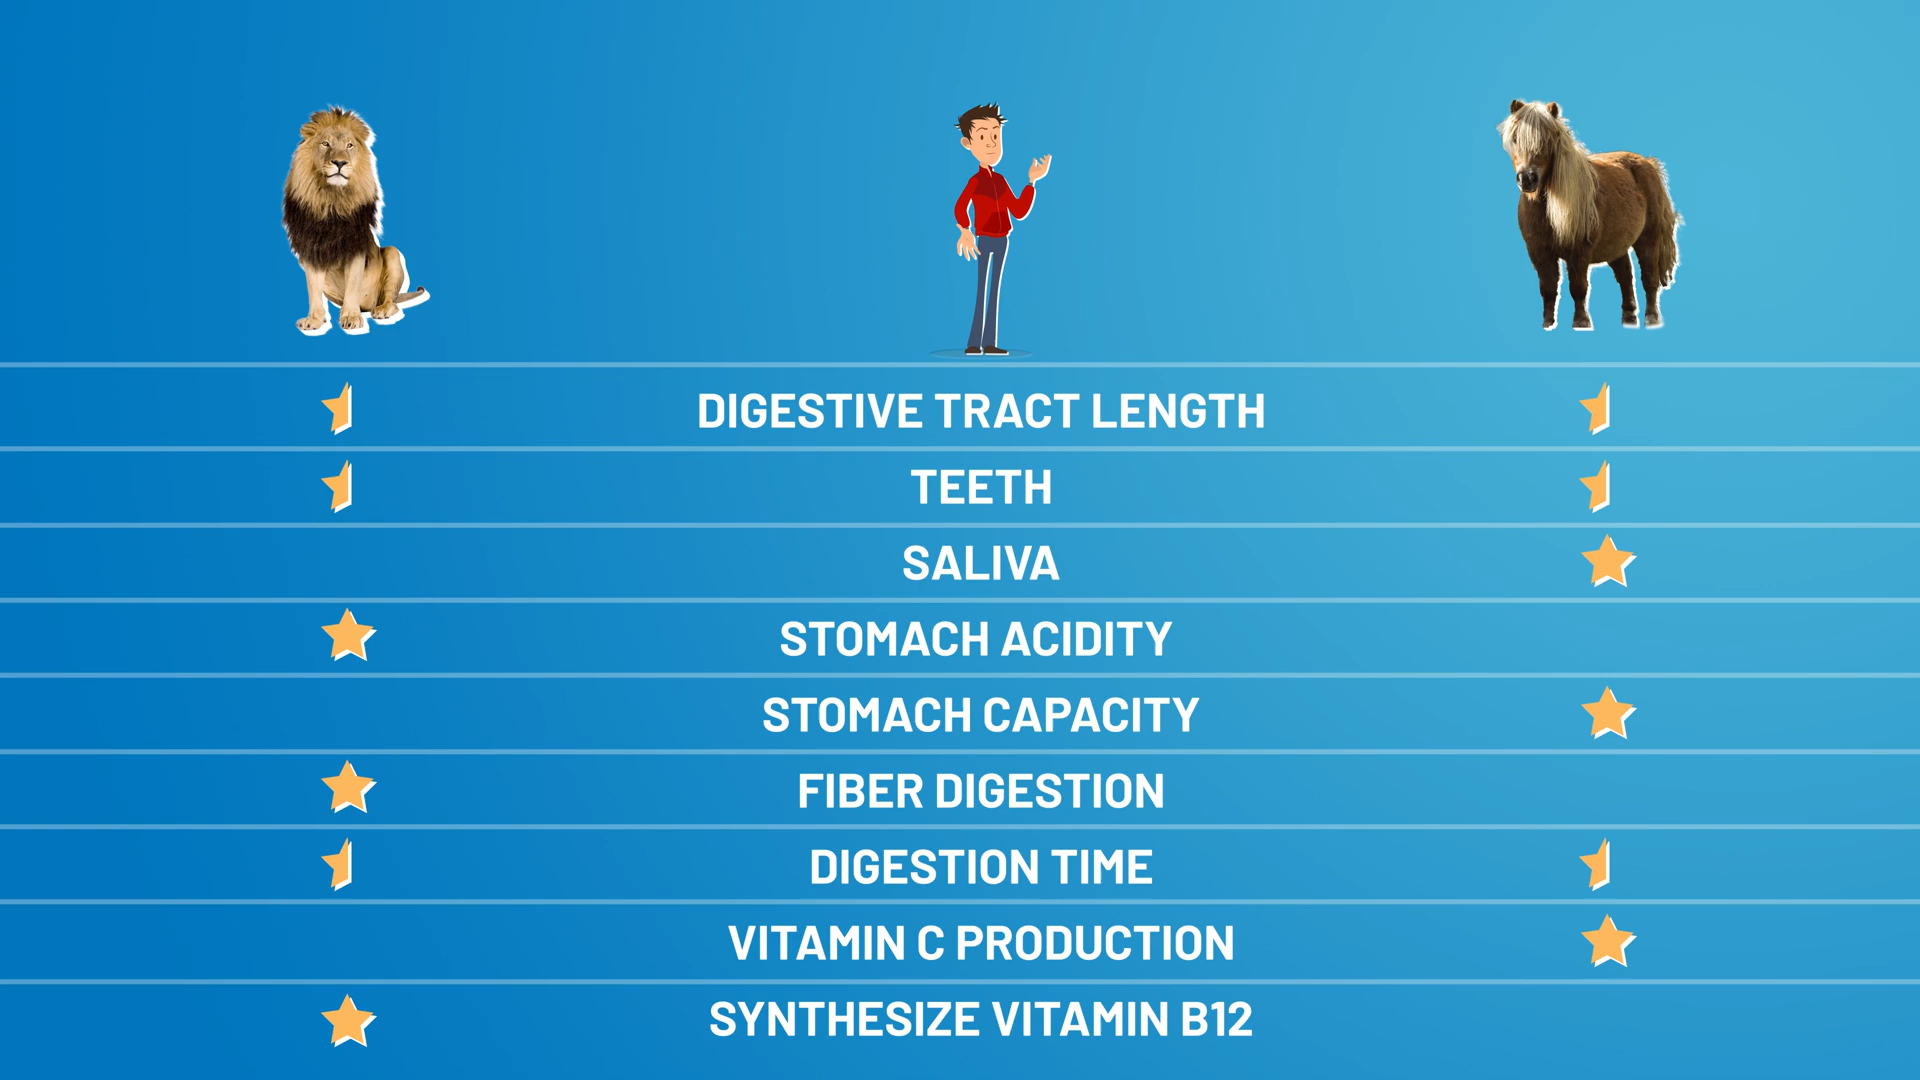 DIGESTIVE TRACT LENGTH
TEETH
SALIVA
STOMACH ACIDITY
STOMACH CAPACITY
FIBER DIGESTION
DIGESTION TIME
VITAMIN C PRODUCTION
SYNTHESIZE VITAMIN B12